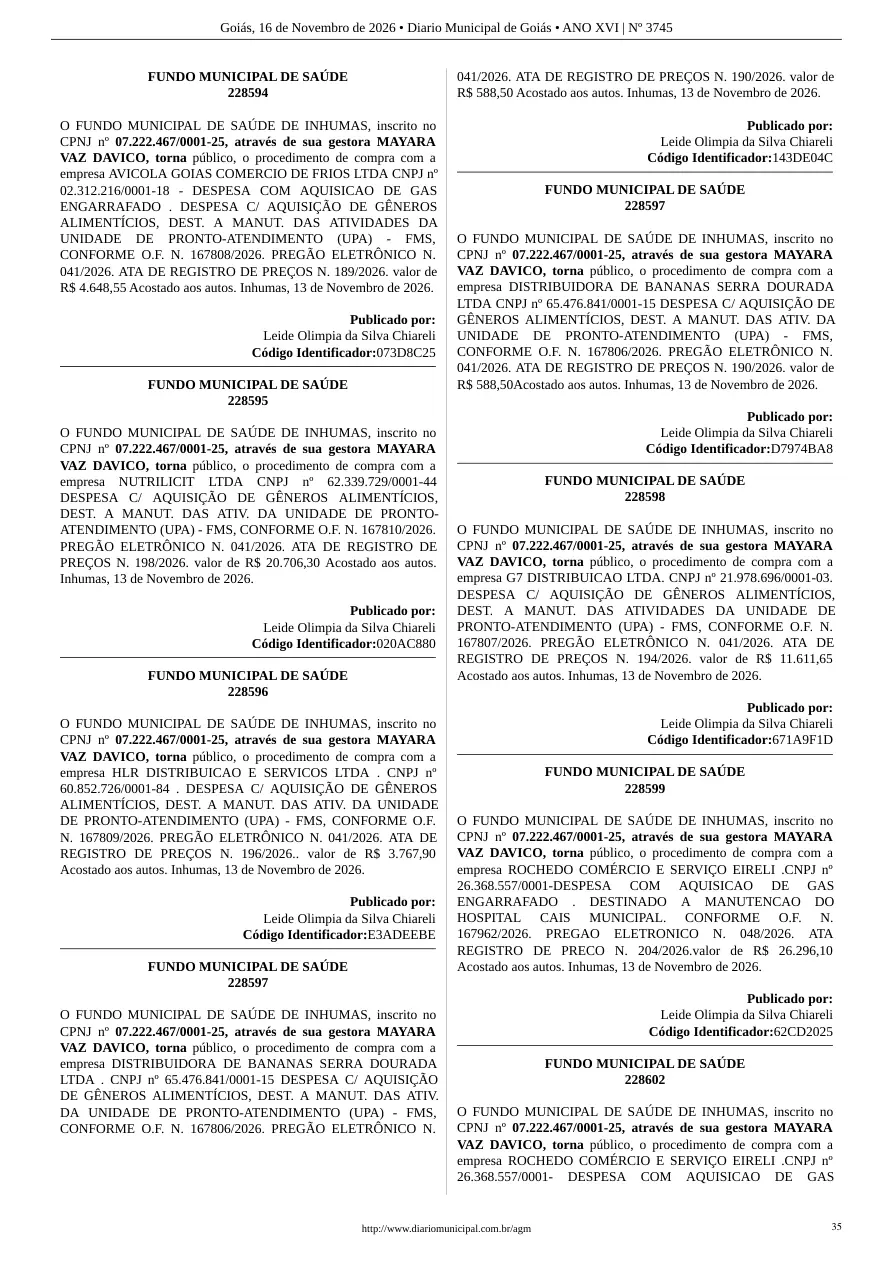 Goiás, 16 de Novembro de 2026 • Diario Municipal de Goiás • ANO XVI | Nº 3745
FUNDO MUNICIPAL DE SAÚDE
228594
O FUNDO MUNICIPAL DE SAÚDE DE INHUMAS, inscrito no
CPNJ nº 07.222.467/0001-25, através de sua gestora MAYARA
VAZ DAVICO, torna público, o procedimento de compra com a
empresa AVICOLA GOIAS COMERCIO DE FRIOS LTDA CNPJ nº
02.312.216/0001-18 - DESPESA COM AQUISICAO DE GAS
ENGARRAFADO . DESPESA C/ AQUISIÇÃO DE GÊNEROS
ALIMENTÍCIOS, DEST. A MANUT. DAS ATIVIDADES DA
UNIDADE DE PRONTO-ATENDIMENTO (UPA) - FMS,
CONFORME O.F. N. 167808/2026. PREGÃO ELETRÔNICO N.
041/2026. ATA DE REGISTRO DE PREÇOS N. 189/2026. valor de
R$ 4.648,55 Acostado aos autos. Inhumas, 13 de Novembro de 2026.
Publicado por:
Leide Olimpia da Silva Chiareli
Código Identificador:073D8C25
FUNDO MUNICIPAL DE SAÚDE
228595
O FUNDO MUNICIPAL DE SAÚDE DE INHUMAS, inscrito no
CPNJ nº 07.222.467/0001-25, através de sua gestora MAYARA
VAZ DAVICO, torna público, o procedimento de compra com a
empresa NUTRILICIT LTDA CNPJ nº 62.339.729/0001-44
DESPESA C/ AQUISIÇÃO DE GÊNEROS ALIMENTÍCIOS,
DEST. A MANUT. DAS ATIV. DA UNIDADE DE PRONTO-
ATENDIMENTO (UPA) - FMS, CONFORME O.F. N. 167810/2026.
PREGÃO ELETRÔNICO N. 041/2026. ATA DE REGISTRO DE
PREÇOS N. 198/2026. valor de R$ 20.706,30 Acostado aos autos.
Inhumas, 13 de Novembro de 2026.
Publicado por:
Leide Olimpia da Silva Chiareli
Código Identificador:020AC880
FUNDO MUNICIPAL DE SAÚDE
228596
O FUNDO MUNICIPAL DE SAÚDE DE INHUMAS, inscrito no
CPNJ nº 07.222.467/0001-25, através de sua gestora MAYARA
VAZ DAVICO, torna público, o procedimento de compra com a
empresa HLR DISTRIBUICAO E SERVICOS LTDA . CNPJ nº
60.852.726/0001-84 . DESPESA C/ AQUISIÇÃO DE GÊNEROS
ALIMENTÍCIOS, DEST. A MANUT. DAS ATIV. DA UNIDADE
DE PRONTO-ATENDIMENTO (UPA) - FMS, CONFORME O.F.
N. 167809/2026. PREGÃO ELETRÔNICO N. 041/2026. ATA DE
REGISTRO DE PREÇOS N. 196/2026.. valor de R$ 3.767,90
Acostado aos autos. Inhumas, 13 de Novembro de 2026.
Publicado por:
Leide Olimpia da Silva Chiareli
Código Identificador:E3ADEEBE
FUNDO MUNICIPAL DE SAÚDE
228597
O FUNDO MUNICIPAL DE SAÚDE DE INHUMAS, inscrito no
CPNJ nº 07.222.467/0001-25, através de sua gestora MAYARA
VAZ DAVICO, torna público, o procedimento de compra com a
empresa DISTRIBUIDORA DE BANANAS SERRA DOURADA
LTDA . CNPJ nº 65.476.841/0001-15 DESPESA C/ AQUISIÇÃO
DE GÊNEROS ALIMENTÍCIOS, DEST. A MANUT. DAS ATIV.
DA UNIDADE DE PRONTO-ATENDIMENTO (UPA) - FMS,
CONFORME O.F. N. 167806/2026. PREGÃO ELETRÔNICO N.
041/2026. ATA DE REGISTRO DE PREÇOS N. 190/2026. valor de
R$ 588,50 Acostado aos autos. Inhumas, 13 de Novembro de 2026.
Publicado por:
Leide Olimpia da Silva Chiareli
Código Identificador:143DE04C
FUNDO MUNICIPAL DE SAÚDE
228597
O FUNDO MUNICIPAL DE SAÚDE DE INHUMAS, inscrito no
CPNJ nº 07.222.467/0001-25, através de sua gestora MAYARA
VAZ DAVICO, torna público, o procedimento de compra com a
empresa DISTRIBUIDORA DE BANANAS SERRA DOURADA
LTDA CNPJ nº 65.476.841/0001-15 DESPESA C/ AQUISIÇÃO DE
GÊNEROS ALIMENTÍCIOS, DEST. A MANUT. DAS ATIV. DA
UNIDADE DE PRONTO-ATENDIMENTO (UPA) - FMS,
CONFORME O.F. N. 167806/2026. PREGÃO ELETRÔNICO N.
041/2026. ATA DE REGISTRO DE PREÇOS N. 190/2026. valor de
R$ 588,50Acostado aos autos. Inhumas, 13 de Novembro de 2026.
Publicado por:
Leide Olimpia da Silva Chiareli
Código Identificador:D7974BA8
FUNDO MUNICIPAL DE SAÚDE
228598
O FUNDO MUNICIPAL DE SAÚDE DE INHUMAS, inscrito no
CPNJ nº 07.222.467/0001-25, através de sua gestora MAYARA
VAZ DAVICO, torna público, o procedimento de compra com a
empresa G7 DISTRIBUICAO LTDA. CNPJ nº 21.978.696/0001-03.
DESPESA C/ AQUISIÇÃO DE GÊNEROS ALIMENTÍCIOS,
DEST. A MANUT. DAS ATIVIDADES DA UNIDADE DE
PRONTO-ATENDIMENTO (UPA) - FMS, CONFORME O.F. N.
167807/2026. PREGÃO ELETRÔNICO N. 041/2026. ATA DE
REGISTRO DE PREÇOS N. 194/2026. valor de R$ 11.611,65
Acostado aos autos. Inhumas, 13 de Novembro de 2026.
Publicado por:
Leide Olimpia da Silva Chiareli
Código Identificador:671A9F1D
FUNDO MUNICIPAL DE SAÚDE
228599
O FUNDO MUNICIPAL DE SAÚDE DE INHUMAS, inscrito no
CPNJ nº 07.222.467/0001-25, através de sua gestora MAYARA
VAZ DAVICO, torna público, o procedimento de compra com a
empresa ROCHEDO COMÉRCIO E SERVIÇO EIRELI .CNPJ nº
26.368.557/0001-DESPESA COM AQUISICAO DE GAS
ENGARRAFADO . DESTINADO A MANUTENCAO DO
HOSPITAL CAIS MUNICIPAL. CONFORME O.F. N.
167962/2026. PREGAO ELETRONICO N. 048/2026. ATA
REGISTRO DE PRECO N. 204/2026.valor de R$ 26.296,10
Acostado aos autos. Inhumas, 13 de Novembro de 2026.
Publicado por:
Leide Olimpia da Silva Chiareli
Código Identificador:62CD2025
FUNDO MUNICIPAL DE SAÚDE
228602
O FUNDO MUNICIPAL DE SAÚDE DE INHUMAS, inscrito no
CPNJ nº 07.222.467/0001-25, através de sua gestora MAYARA
VAZ DAVICO, torna público, o procedimento de compra com a
empresa ROCHEDO COMÉRCIO E SERVIÇO EIRELI .CNPJ nº
26.368.557/0001- DESPESA COM AQUISICAO DE GAS
http://www.diariomunicipal.com.br/agm
35